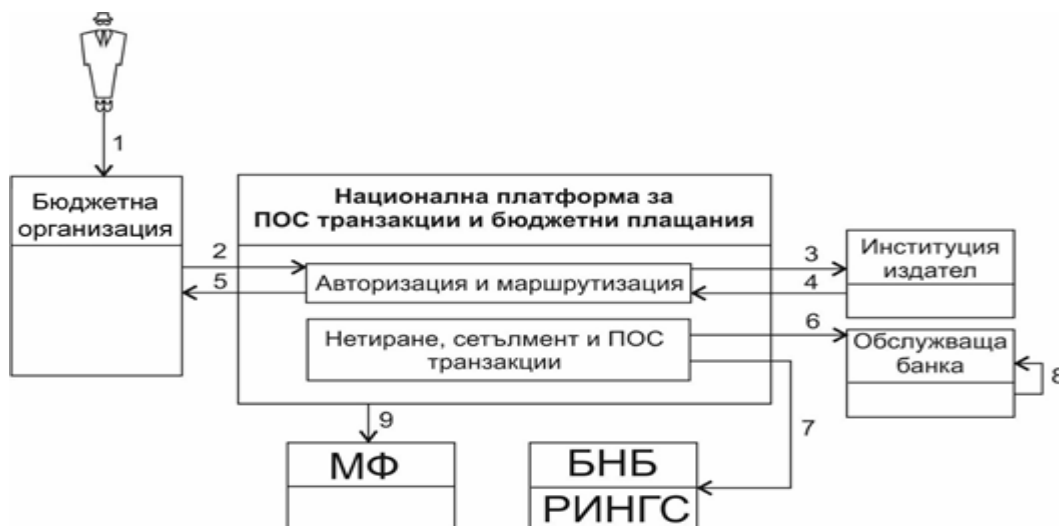 1
Бюджетна
организация
Национална платформа за
ПОС транзакции и бюджетни плащания
2
5
Авторизация и маршрутизация
3
4
Институция
издател
Нетиране, сетълмент и ПОС
транзакции
6
Обслужваща
банка
8
7
9
МФ
БНБ
РИНГС